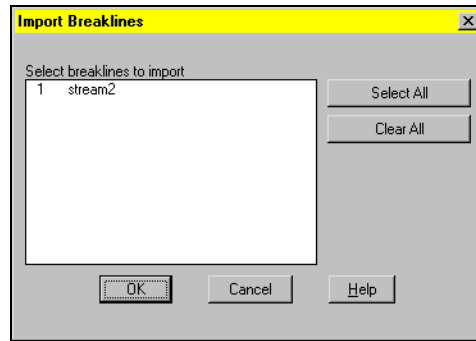 Import Breaklines
Select breaklines to import
1 stream2
Select All
Clear All
OK Cancel Help